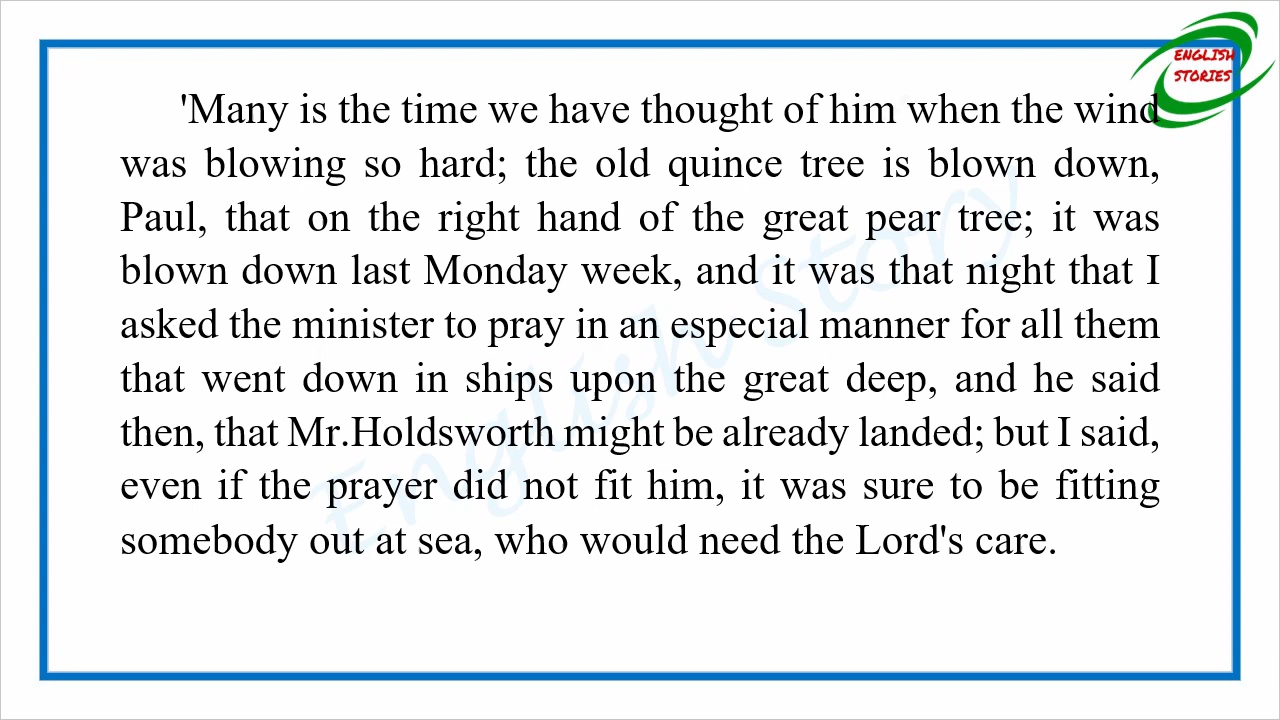 ENGLISH
STORIES
'Many is the time we have thought of him when the wind
was blowing so hard; the old quince tree is blown down,
Paul, that on the right hand of the great pear tree; it was
blown down last Monday week, and it was that night that I
asked the minister to pray in an especial manner for all them
that went down in ships upon the great deep, and he said
then, that Mr.Holdsworth might be already landed; but I said,
even if the prayer did not fit him, it was sure to be fitting
somebody out at sea, who would need the Lord's care.
English Story